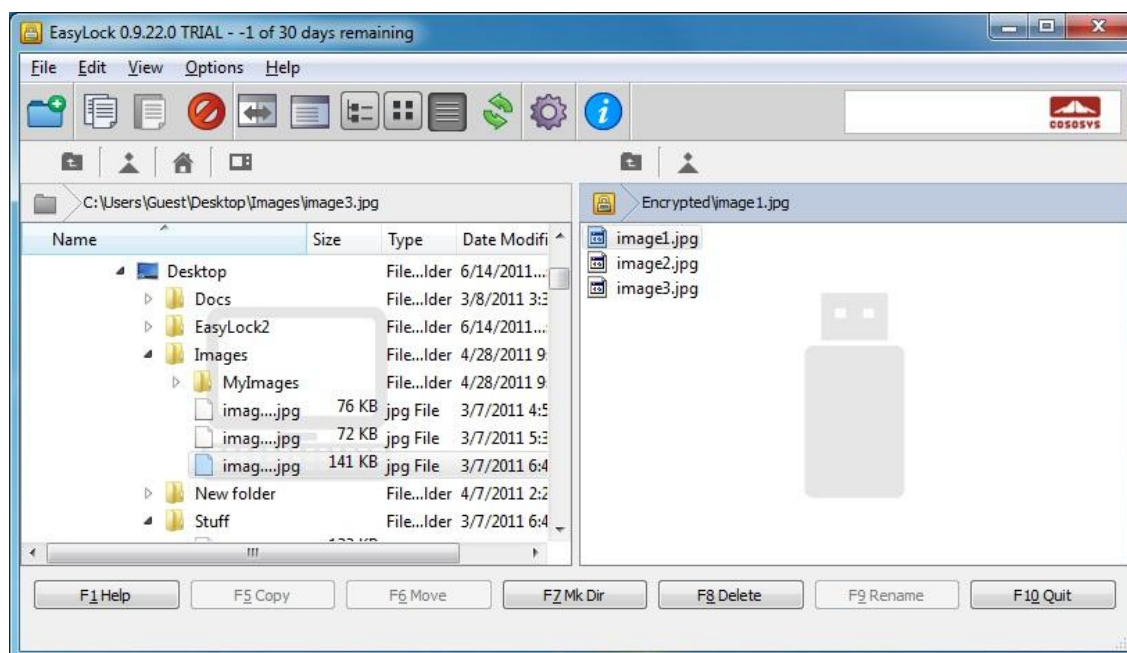 EasyLock 0.9.22.0 TRIAL - -1 of 30 days remaining
File Edit View Options Help
COSOSYS
C:\Users\Guest\Desktop\Images\image3.jpg
Encrypted\image1.jpg
Name Size Type Date Modifi
image1.jpg
image2.jpg
image3.jpg
Desktop File...lder 6/14/2011...
Docs File...lder 3/8/2011 3:3
EasyLock2 File...lder 6/14/2011...
Images File...lder 4/28/2011 9:
MyImages File...lder 4/28/2011 9
imag....jpg 76 KB jpg File 3/7/2011 4:5
imag....jpg 72 KB jpg File 3/7/2011 5:3
imag....jpg 141 KB jpg File 3/7/2011 6:4
New folder File...lder 4/7/2011 2:2
Stuff File...lder 3/7/2011 6:4
F1 Help F5 Copy F6 Move F7 Mk Dir F8 Delete F9 Rename F10 Quit